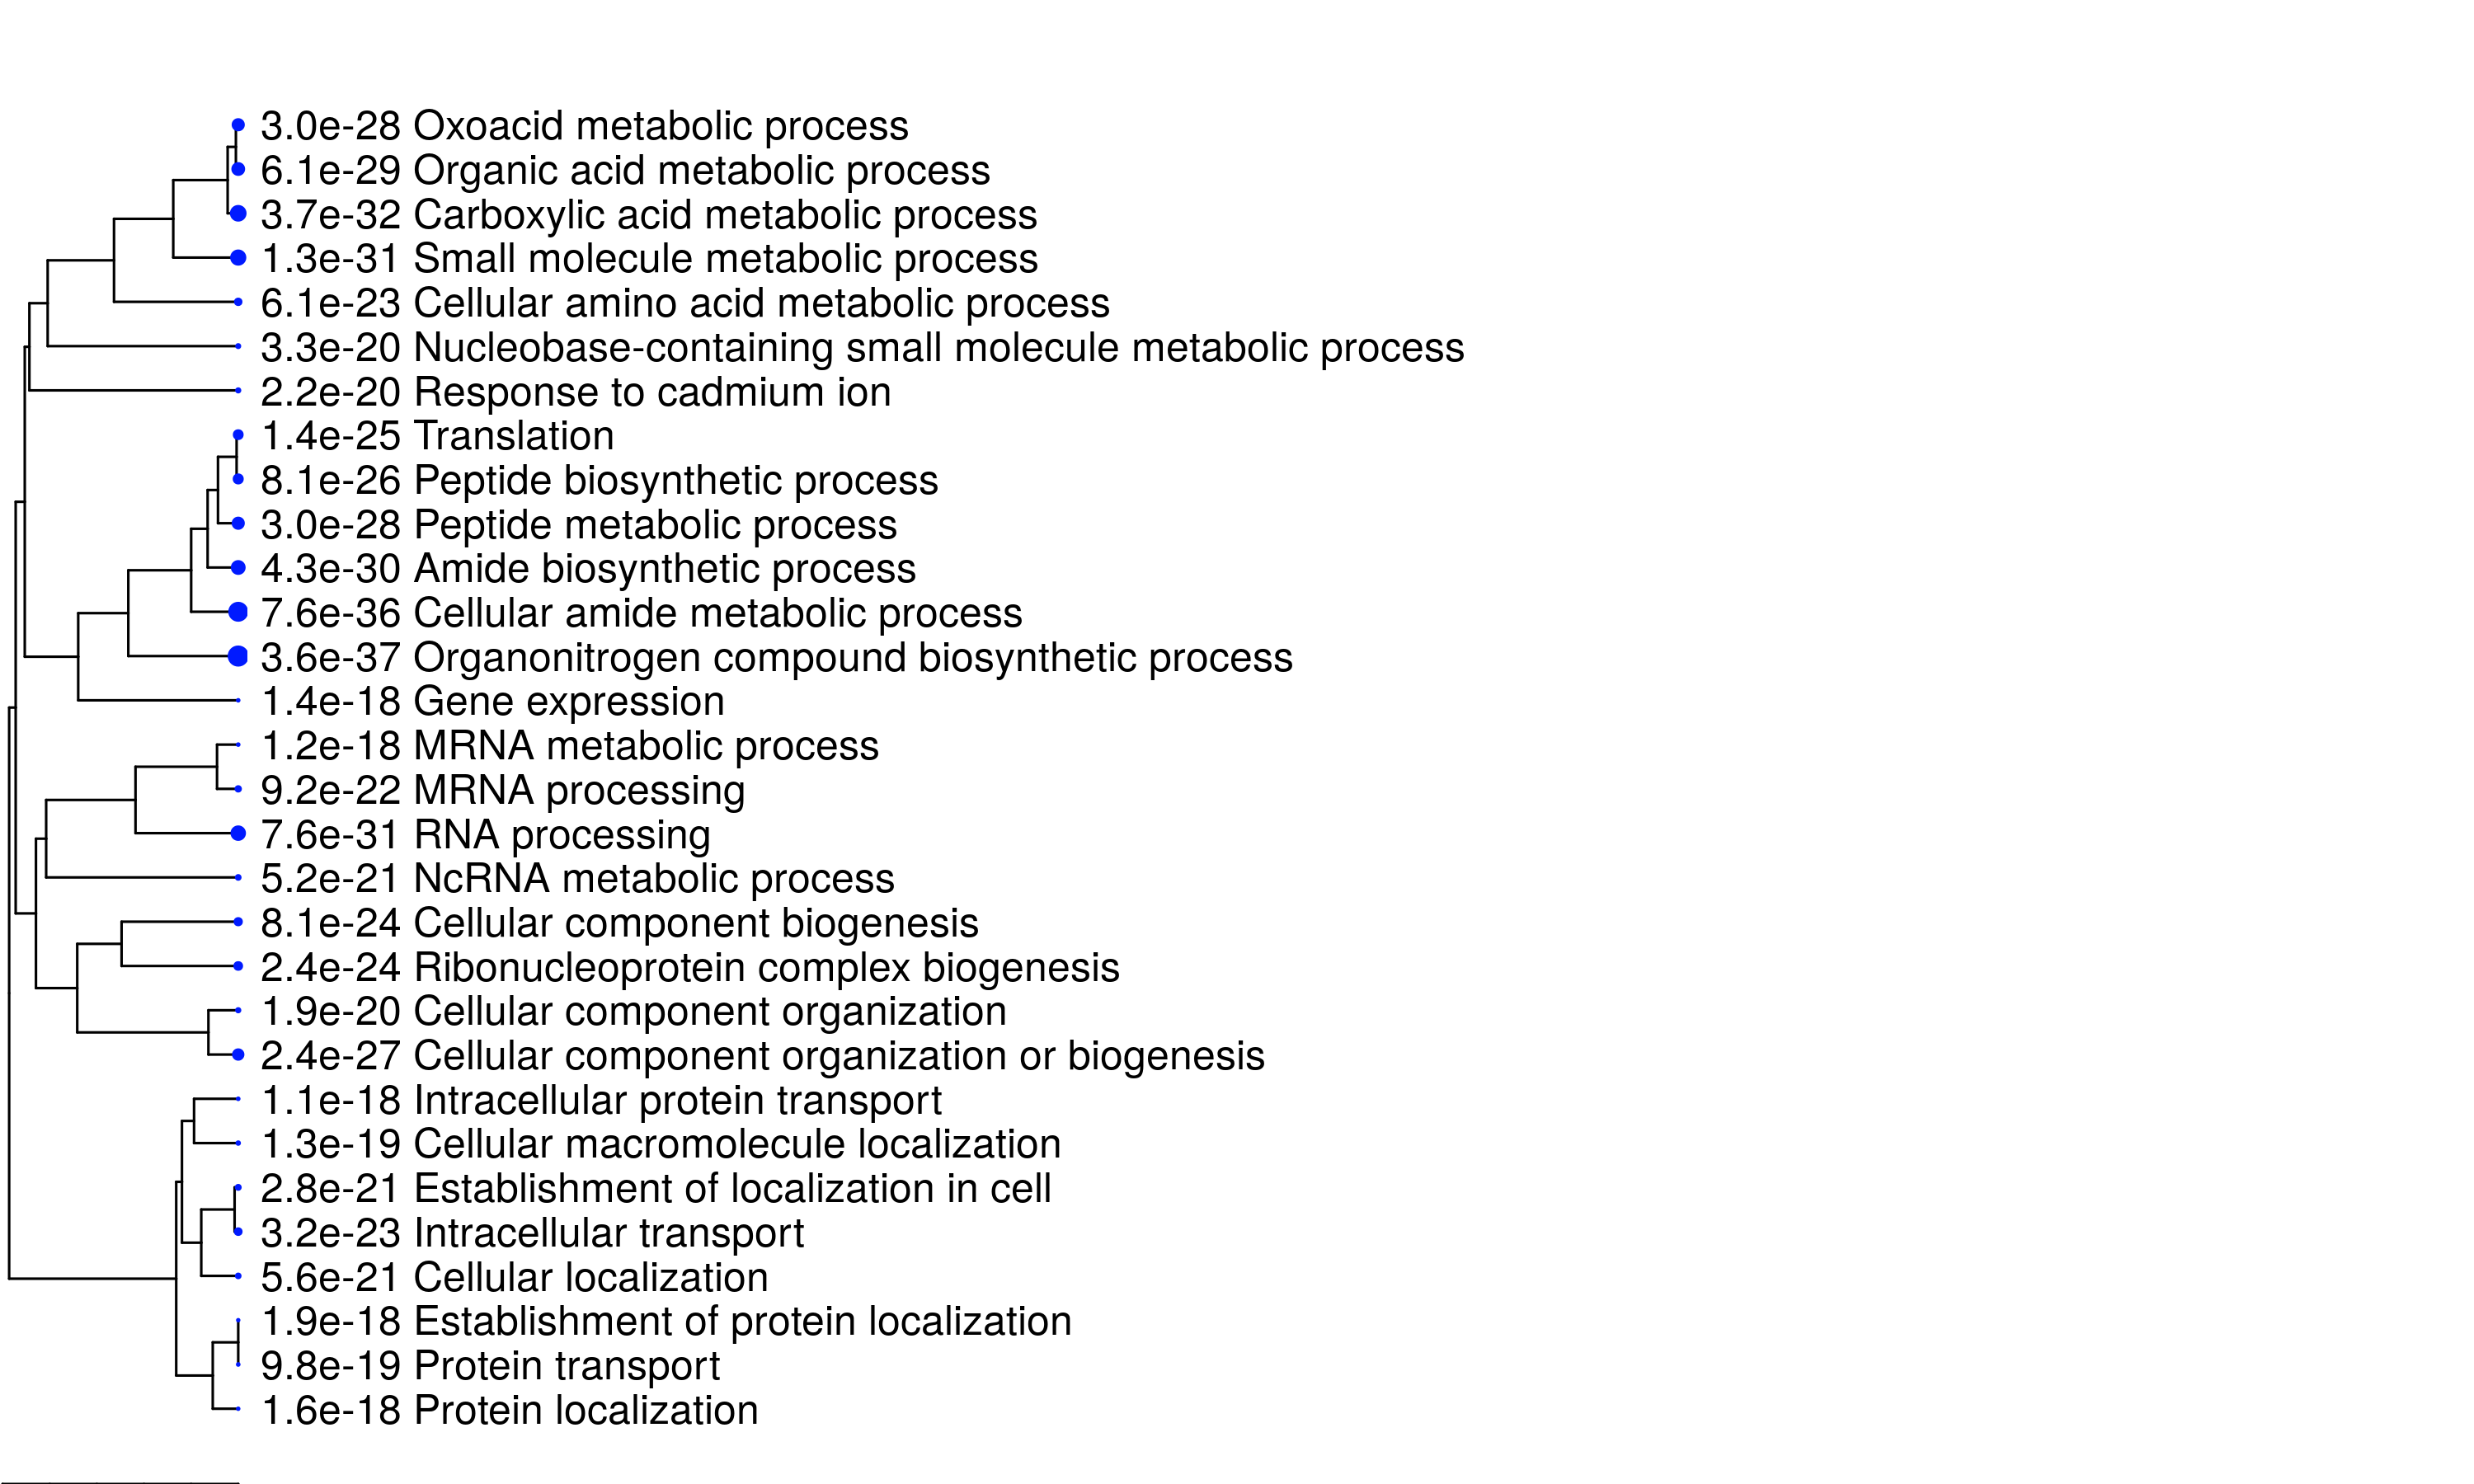 3.0e-28 Oxoacid metabolic process
6.1e-29 Organic acid metabolic process
3.7e-32 Carboxylic acid metabolic process
1.3e-31 Small molecule metabolic process
6.1e-23 Cellular amino acid metabolic process
3.3e-20 Nucleobase-containing small molecule metabolic process
2.2e-20 Response to cadmium ion
1.4e-25 Translation
8.1e-26 Peptide biosynthetic process
3.0e-28 Peptide metabolic process
4.3e-30 Amide biosynthetic process
7.6e-36 Cellular amide metabolic process
3.6e-37 Organonitrogen compound biosynthetic process
1.4e-18 Gene expression
1.2e-18 MRNA metabolic process
9.2e-22 MRNA processing
7.6e-31 RNA processing
5.2e-21 NcRNA metabolic process
8.1e-24 Cellular component biogenesis
2.4e-24 Ribonucleoprotein complex biogenesis
1.9e-20 Cellular component organization
2.4e-27 Cellular component organization or biogenesis
1.1e-18 Intracellular protein transport
1.3e-19 Cellular macromolecule localization
2.8e-21 Establishment of localization in cell
3.2e-23 Intracellular transport
5.6e-21 Cellular localization
1.9e-18 Establishment of protein localization
9.8e-19 Protein transport
1.6e-18 Protein localization